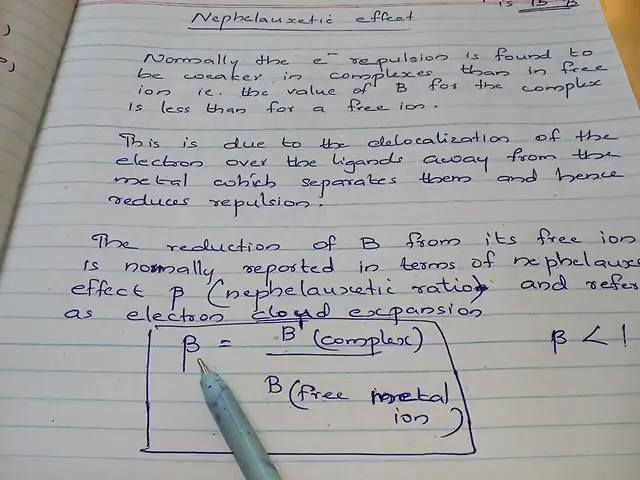 is B B
Nephelauxetic effect
)
),
Normally the e⁻ repulsion is found to
be weaker in complexes than in free
ion ie. the value of B for the complex
is less than for a free ion.
This is due to the delocalization of the
electron over the ligands away from the
metal which separates them and hence
reduces repulsion.
The reduction of B from its free ion
is normally reported in terms of nephelauxe
effect β (nephelauxetic ratio) and refer
as electron cloud expansion
β = B' (complex)
B (free metal
ion)
β < 1